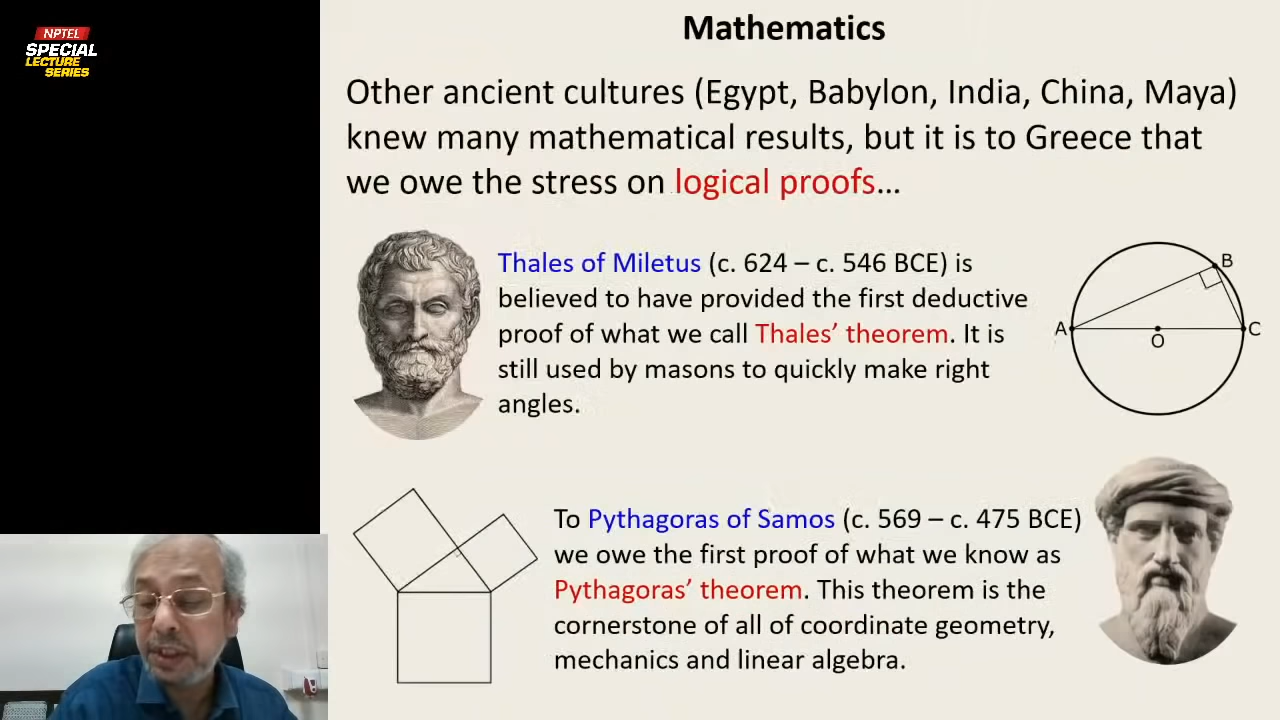 NPTEL
SPECIAL
LECTURE
SERIES
Mathematics
Other ancient cultures (Egypt, Babylon, India, China, Maya)
knew many mathematical results, but it is to Greece that
we owe the stress on logical proofs…
Thales of Miletus (c. 624 – c. 546 BCE) is
believed to have provided the first deductive
proof of what we call Thales’ theorem. It is
still used by masons to quickly make right
angles.
B
A
C
O
To Pythagoras of Samos (c. 569 – c. 475 BCE)
we owe the first proof of what we know as
Pythagoras’ theorem. This theorem is the
cornerstone of all of coordinate geometry,
mechanics and linear algebra.